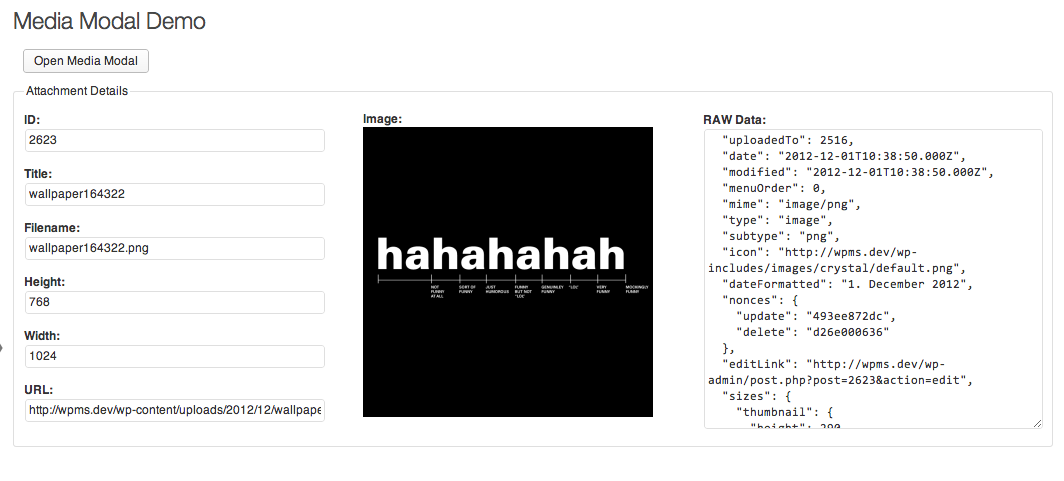 Media Modal Demo
Open Media Modal
Attachment Details
ID:
2623
Title:
wallpaper164322
Filename:
wallpaper164322.png
Height:
768
Width:
1024
URL:
http://wpms.dev/wp-content/uploads/2012/12/wallpape
Image:
hahahahah
NOT FUNNY AT ALL
SORT OF FUNNY
JUST HUMOROUS
FUNNY BUT NOT "LOL"
GENUINLEY FUNNY
"LOL"
VERY FUNNY
MOCKINGLY FUNNY
RAW Data:
"uploadedTo": 2516,
"date": "2012-12-01T10:38:50.000Z",
"modified": "2012-12-01T10:38:50.000Z",
"menuOrder": 0,
"mime": "image/png",
"type": "image",
"subtype": "png",
"icon": "http://wpms.dev/wp-
includes/images/crystal/default.png",
"dateFormatted": "1. December 2012",
"nonces": {
"update": "493ee872dc",
"delete": "d26e000636"
},
"editLink": "http://wpms.dev/wp-
admin/post.php?post=2623&action=edit",
"sizes": {
"thumbnail": {
"height": 290